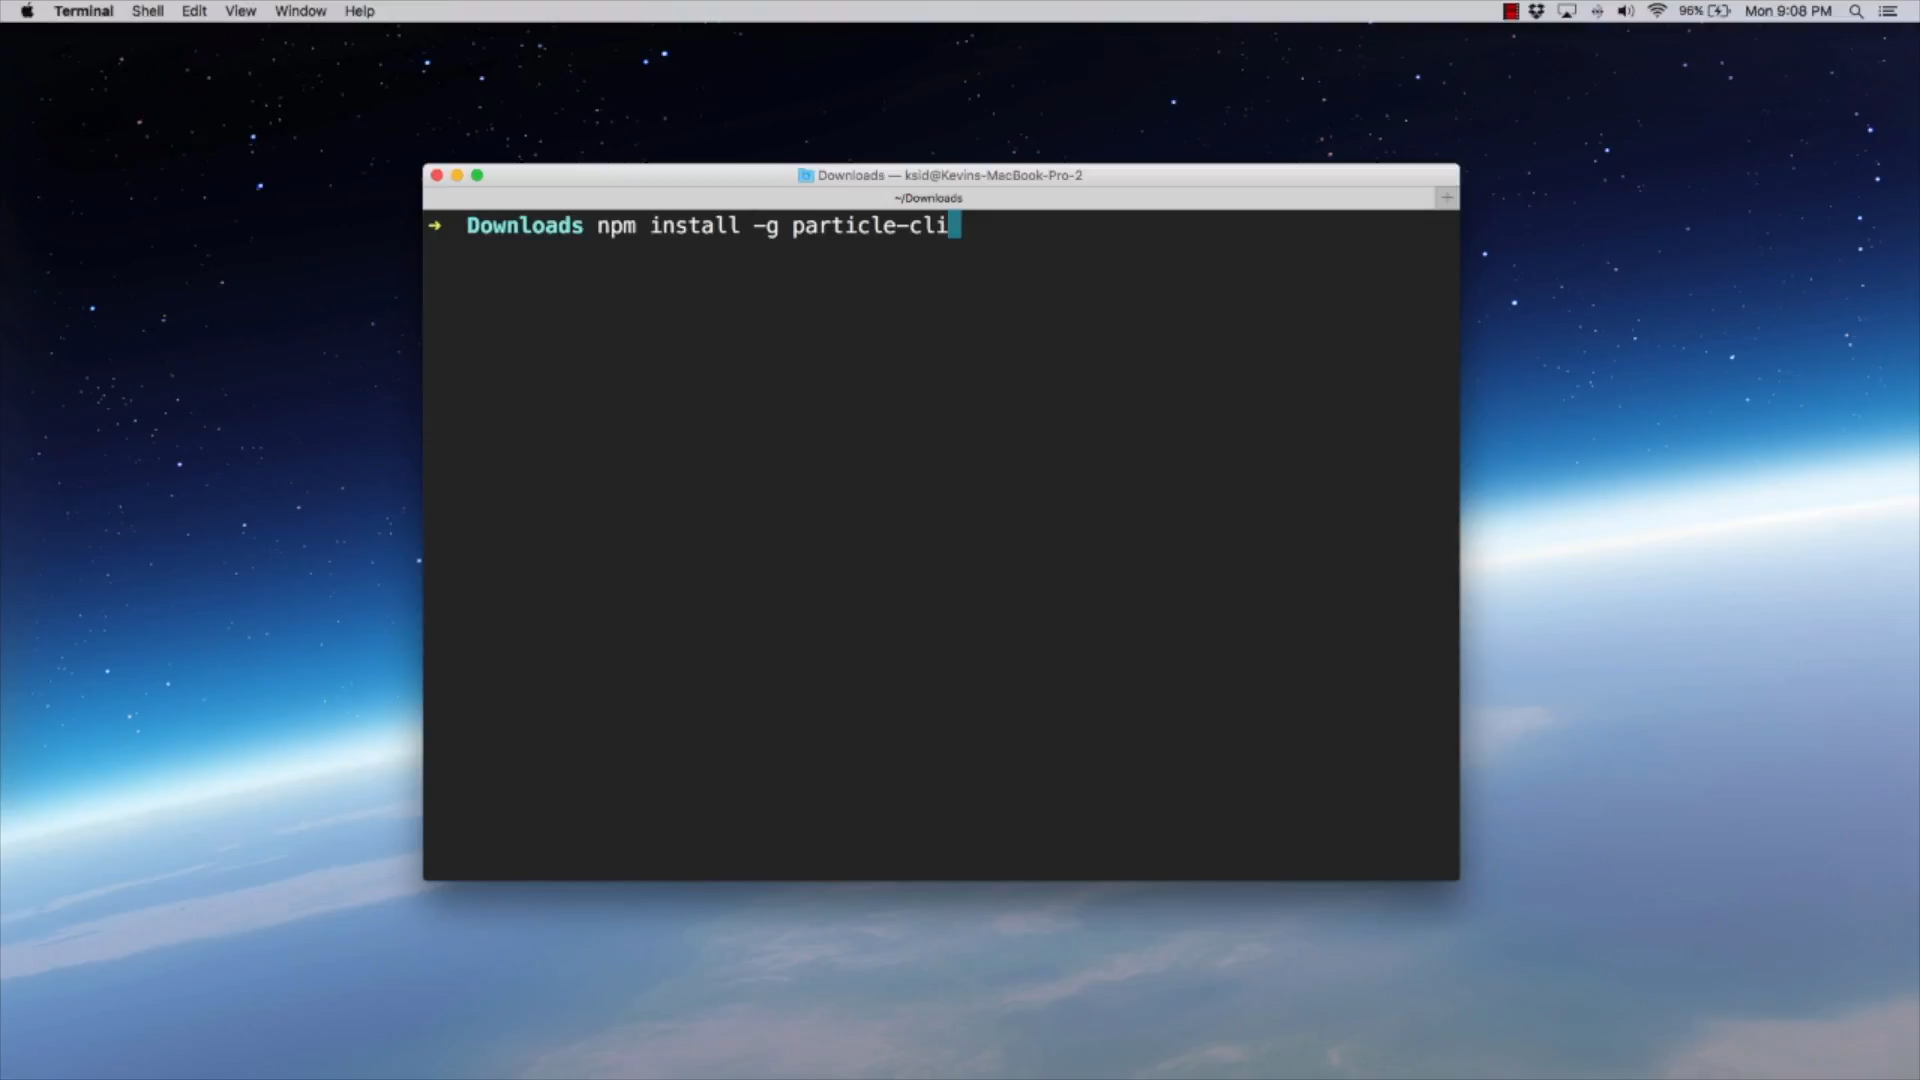 Terminal Shell Edit View Window Help 96% Mon 9:08 PM
Downloads — ksid@Kevins-MacBook-Pro-2
~/Downloads
➜ Downloads npm install -g particle-cli